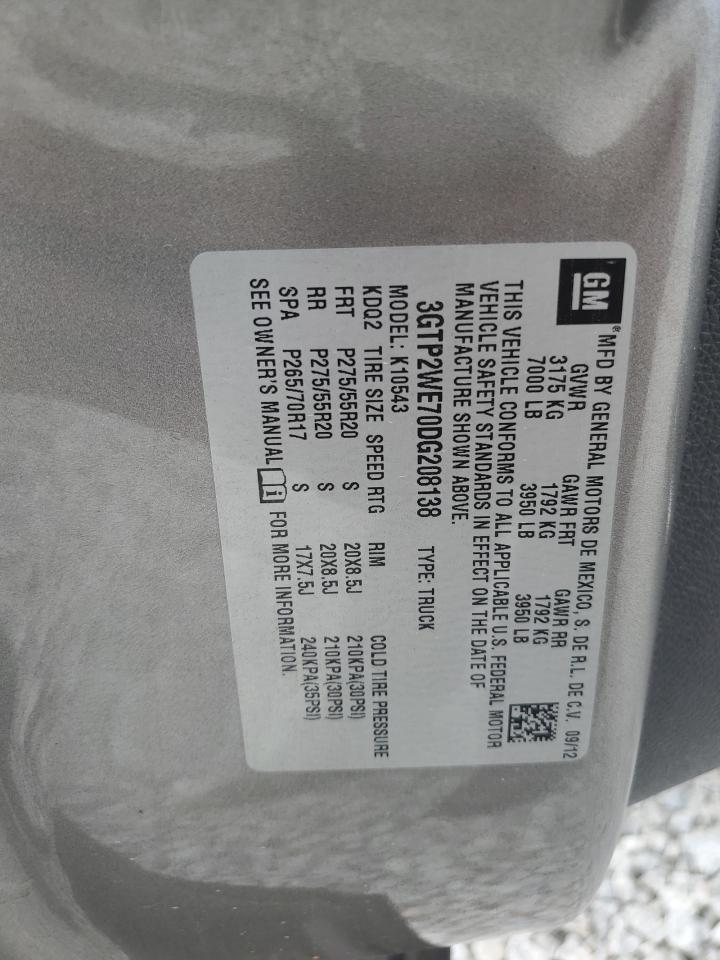 GM
® MFD BY GENERAL MOTORS DE MEXICO, S. DE R.L. DE C.V. 09/12
GVWR GAWR FRT GAWR RR
3175 KG 1792 KG 1792 KG
7000 LB 3950 LB 3950 LB
THIS VEHICLE CONFORMS TO ALL APPLICABLE U.S. FEDERAL MOTOR
VEHICLE SAFETY STANDARDS IN EFFECT ON THE DATE OF
MANUFACTURE SHOWN ABOVE.
3GTP2WE70DG208138 TYPE: TRUCK
MODEL: K10543
KDQ2 TIRE SIZE SPEED RTG RIM COLD TIRE PRESSURE
FRT P275/55R20 S 20X8.5J 210KPA(30PSI)
RR P275/55R20 S 20X8.5J 210KPA(30PSI)
SPA P265/70R17 S 17X7.5J 240KPA(35PSI)
SEE OWNER'S MANUAL FOR MORE INFORMATION.